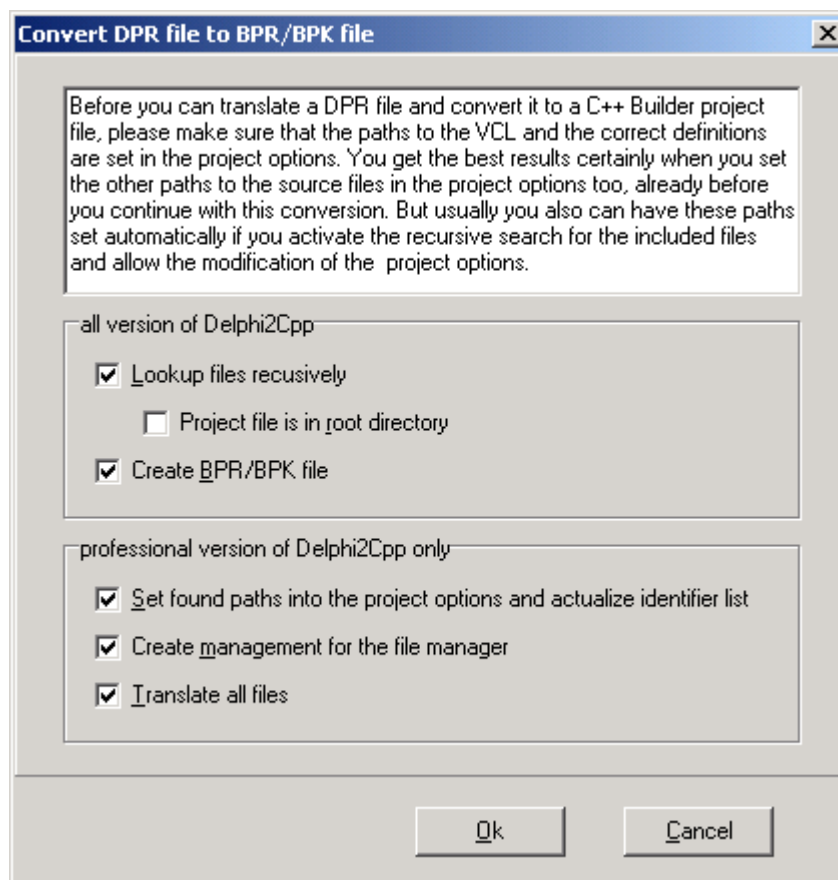 Convert DPR file to BPR/BPK file
Before you can translate a DPR file and convert it to a C++ Builder project
file, please make sure that the paths to the VCL and the correct definitions
are set in the project options. You get the best results certainly when you set
the other paths to the source files in the project options too, already before
you continue with this conversion. But usually you also can have these paths
set automatically if you activate the recursive search for the included files
and allow the modification of the  project options.
all version of Delphi2Cpp
Lookup files recusively
Project file is in root directory
Create BPR/BPK file
professional version of Delphi2Cpp only
Set found paths into the project options and actualize identifier list
Create management for the file manager
Translate all files
Ok
Cancel